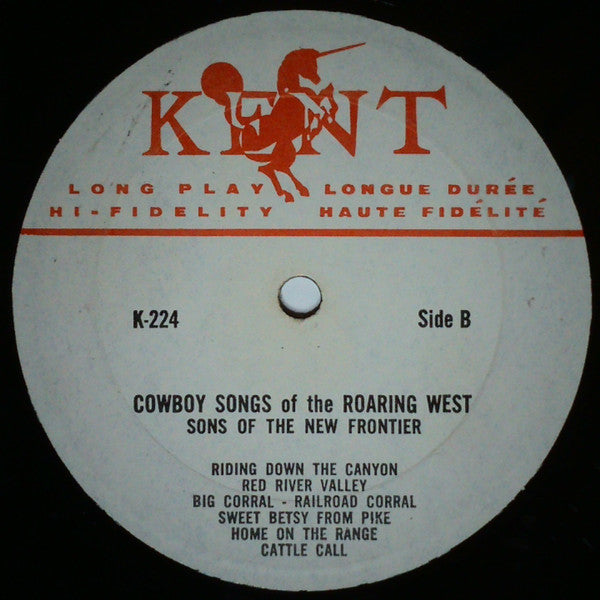 KENT
LONG PLAY LONGUE DURÉE
HI-FIDELITY HAUTE FIDÉLITÉ
K-224 Side B
COWBOY SONGS of the ROARING WEST
SONS OF THE NEW FRONTIER
RIDING DOWN THE CANYON
RED RIVER VALLEY
BIG CORRAL - RAILROAD CORRAL
SWEET BETSY FROM PIKE
HOME ON THE RANGE
CATTLE CALL